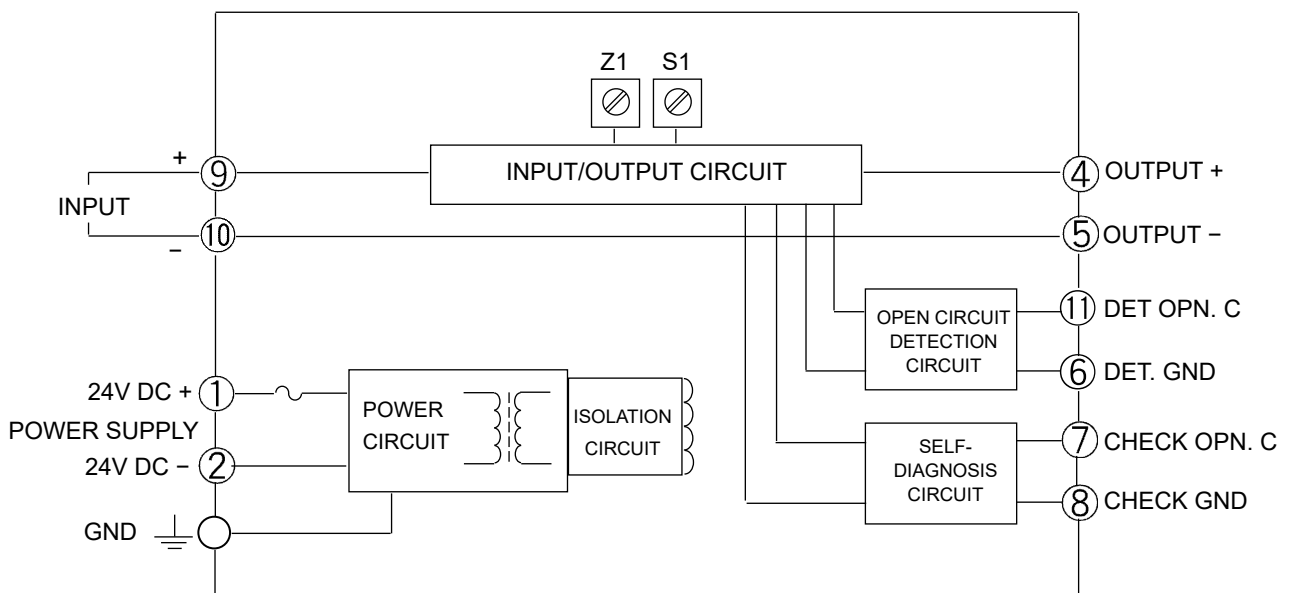 Z1 S1
INPUT/OUTPUT CIRCUIT
+ 9
INPUT
− 10
4 OUTPUT +
5 OUTPUT −
OPEN CIRCUIT
DETECTION
CIRCUIT
11 DET OPN. C
6 DET. GND
24V DC + 1
POWER SUPPLY
24V DC − 2
GND
POWER
CIRCUIT
ISOLATION
CIRCUIT
SELF-
DIAGNOSIS
CIRCUIT
7 CHECK OPN. C
8 CHECK GND